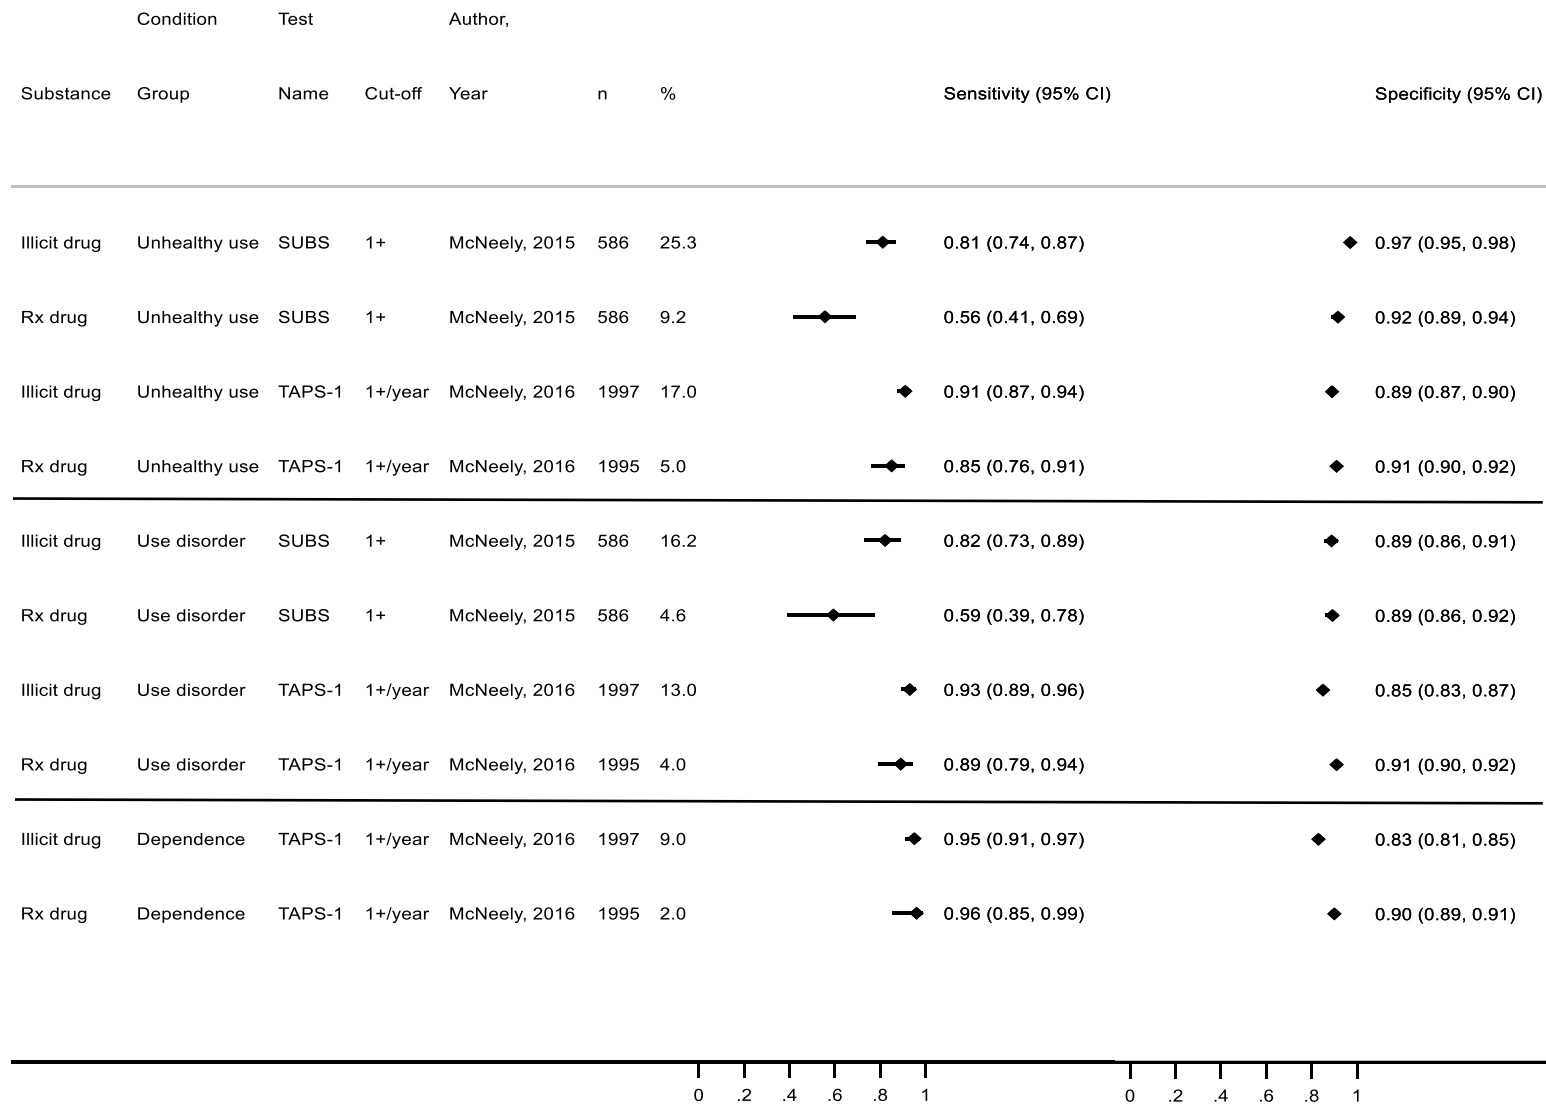 Condition Test Author,
Substance Group Name Cut-off Year n % Sensitivity (95% CI) Specificity (95% CI)
Illicit drug Unhealthy use SUBS 1+ McNeely, 2015 586 25.3 0.81 (0.74, 0.87) 0.97 (0.95, 0.98)
Rx drug Unhealthy use SUBS 1+ McNeely, 2015 586 9.2 0.56 (0.41, 0.69) 0.92 (0.89, 0.94)
Illicit drug Unhealthy use TAPS-1 1+/year McNeely, 2016 1997 17.0 0.91 (0.87, 0.94) 0.89 (0.87, 0.90)
Rx drug Unhealthy use TAPS-1 1+/year McNeely, 2016 1995 5.0 0.85 (0.76, 0.91) 0.91 (0.90, 0.92)
Illicit drug Use disorder SUBS 1+ McNeely, 2015 586 16.2 0.82 (0.73, 0.89) 0.89 (0.86, 0.91)
Rx drug Use disorder SUBS 1+ McNeely, 2015 586 4.6 0.59 (0.39, 0.78) 0.89 (0.86, 0.92)
Illicit drug Use disorder TAPS-1 1+/year McNeely, 2016 1997 13.0 0.93 (0.89, 0.96) 0.85 (0.83, 0.87)
Rx drug Use disorder TAPS-1 1+/year McNeely, 2016 1995 4.0 0.89 (0.79, 0.94) 0.91 (0.90, 0.92)
Illicit drug Dependence TAPS-1 1+/year McNeely, 2016 1997 9.0 0.95 (0.91, 0.97) 0.83 (0.81, 0.85)
Rx drug Dependence TAPS-1 1+/year McNeely, 2016 1995 2.0 0.96 (0.85, 0.99) 0.90 (0.89, 0.91)
0 .2 .4 .6 .8 1 0 .2 .4 .6 .8 1